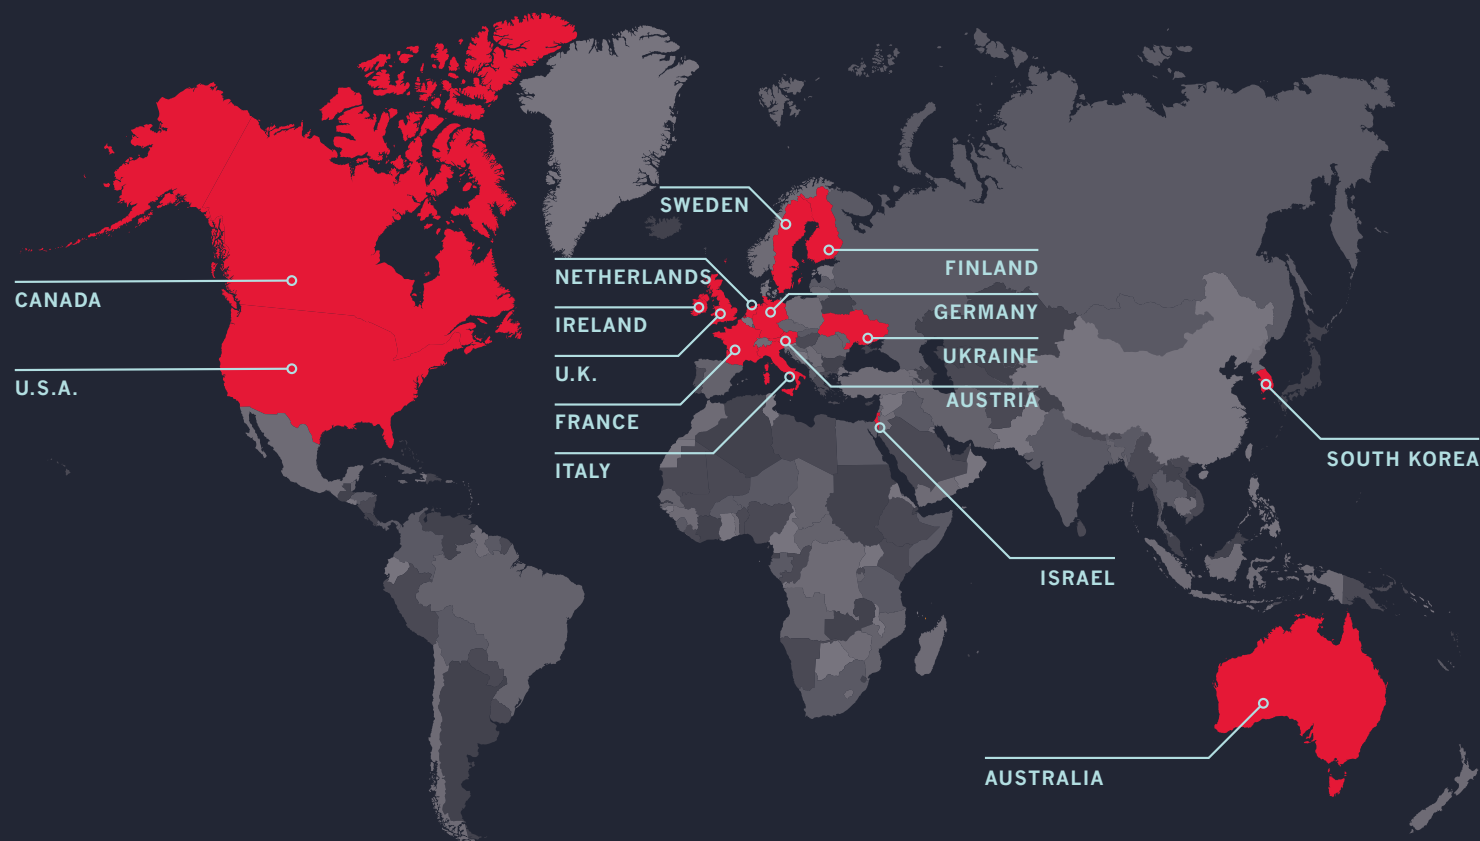 SWEDEN
FINLAND
NETHERLANDS
GERMANY
CANADA
IRELAND
UKRAINE
U.S.A.
U.K.
AUSTRIA
FRANCE
ITALY
SOUTH KOREA
ISRAEL
AUSTRALIA